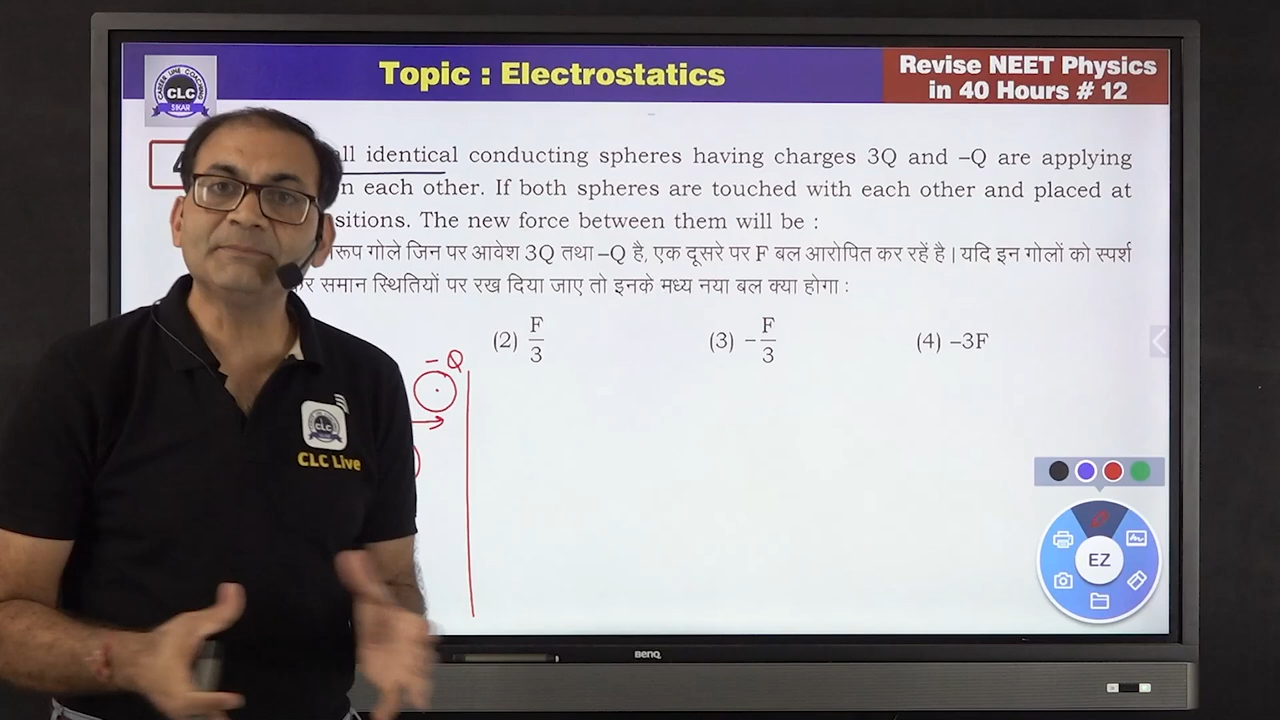 Topic : Electrostatics
Revise NEET Physics
in 40 Hours # 12
CAREER LINE COACHING
CLC
SIKAR
identical conducting spheres having charges 3Q and –Q are applying
each other. If both spheres are touched with each other and placed at
The new force between them will be :
गोले जिन पर आवेश 3Q तथा –Q है, एक दूसरे पर F बल आरोपित कर रहें है। यदि इन गोलों को स्पर्श
समान स्थितियों पर रख दिया जाए तो इनके मध्य नया बल क्या होगा :
(2) F/3 (3) –F/3 (4) –3F
– Q
CLC
CLC Live
EZ
BenQ